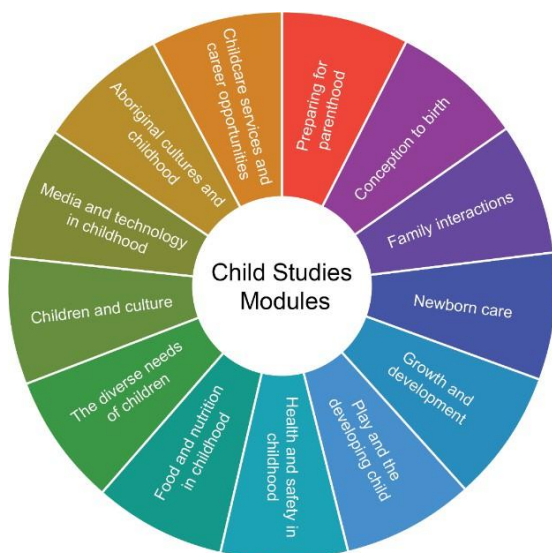 Child Studies
Modules
Preparing for
parenthood
Conception to birth
Family interactions
Newborn care
Growth and
development
Play and the
developing child
Health and safety in
childhood
Food and nutrition
in childhood
The diverse needs
of children
Children and culture
Media and technology
in childhood
Aboriginal cultures and
childhood
Childcare services and
career opportunities